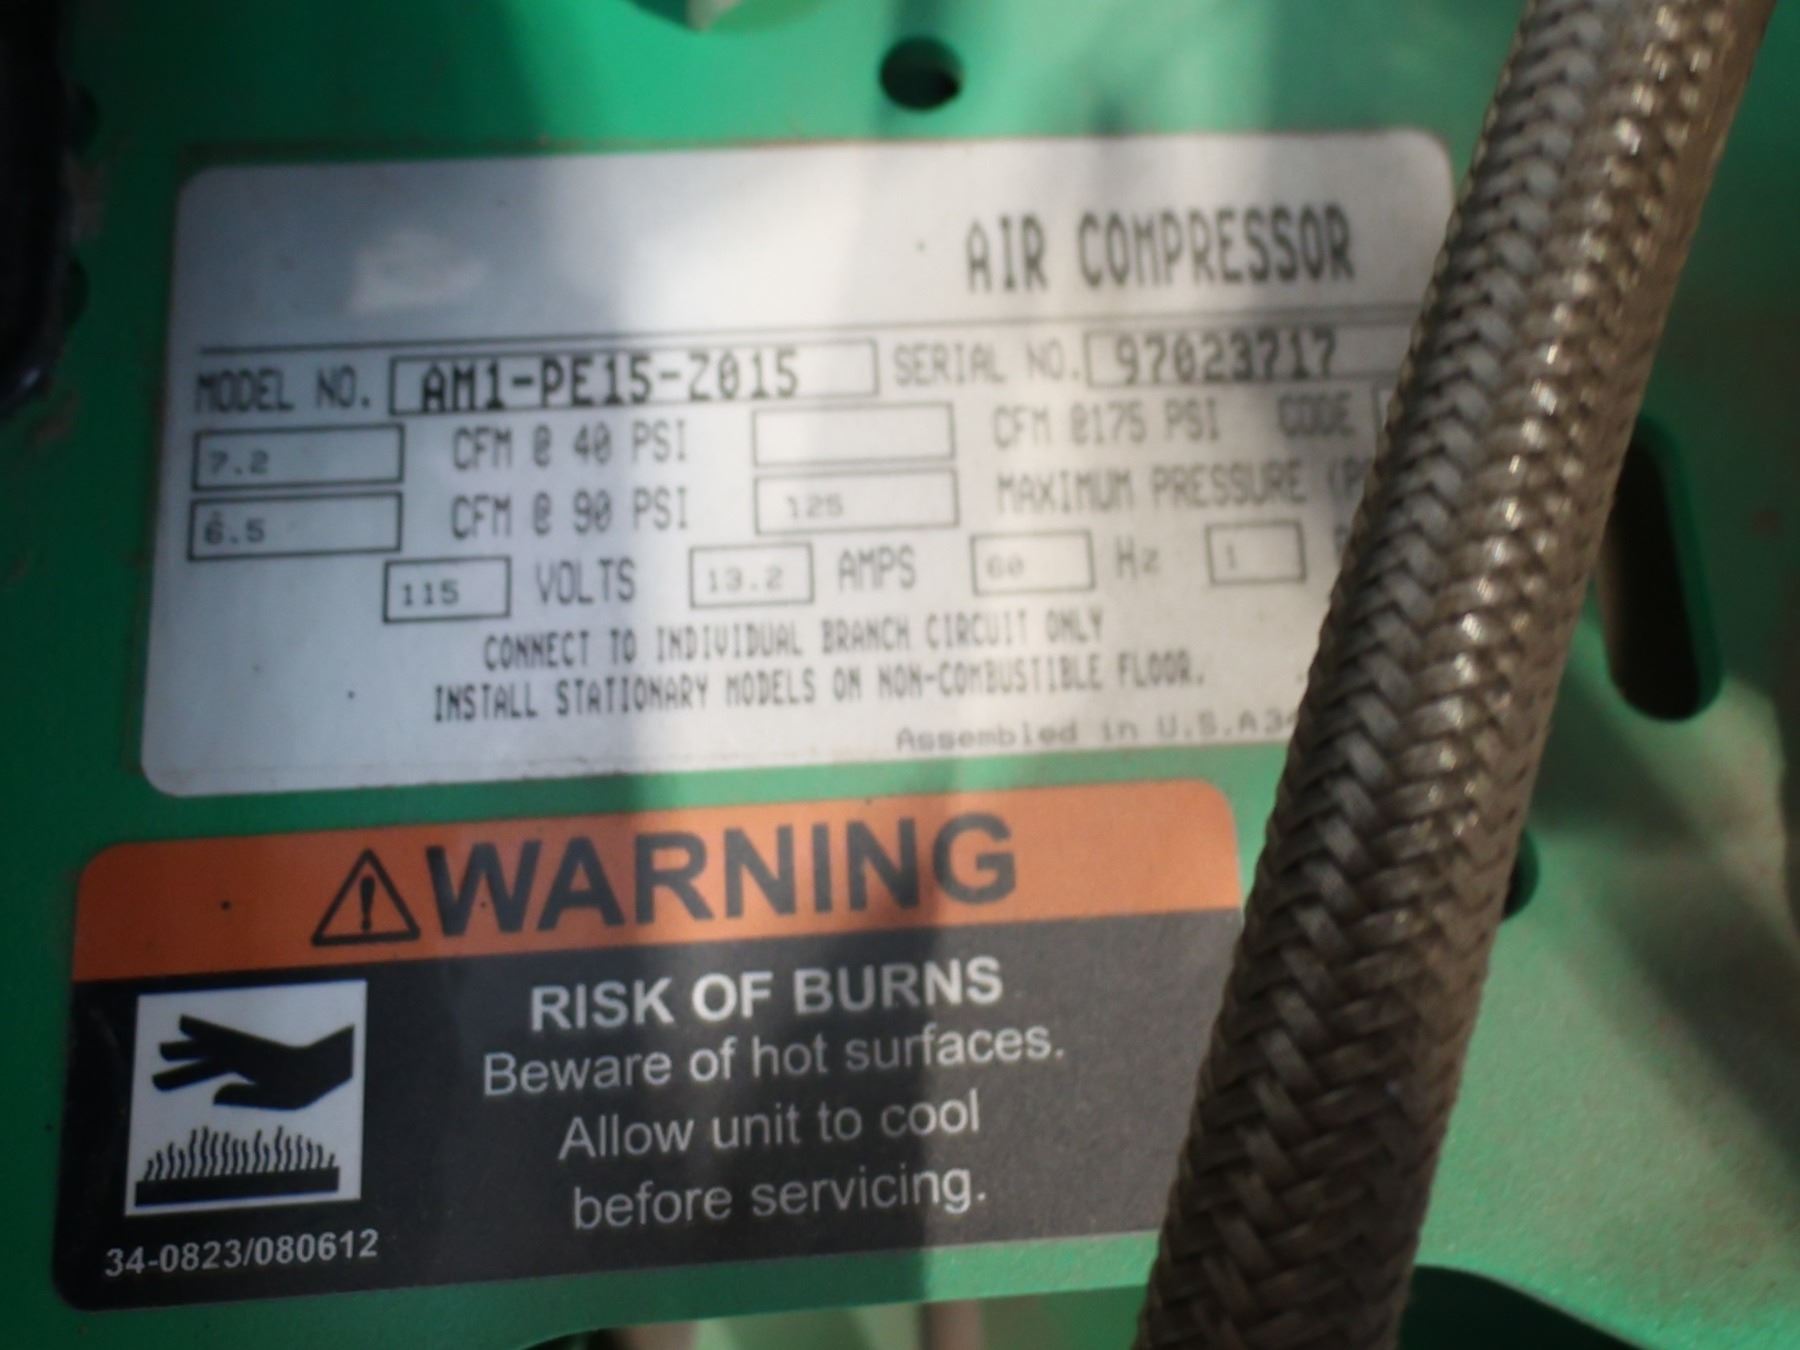 AIR COMPRESSOR
MODEL NO. AM1-PE15-Z015 SERIAL NO. 97023717
7.2 CFM @ 40 PSI CFM @175 PSI CODE
6.5 CFM @ 90 PSI 125 MAXIMUM PRESSURE
115 VOLTS 13.2 AMPS 60 Hz 1
CONNECT TO INDIVIDUAL BRANCH CIRCUIT ONLY
INSTALL STATIONARY MODELS ON NON-COMBUSTIBLE FLOOR.
Assembled in U.S.A
WARNING
RISK OF BURNS
Beware of hot surfaces.
Allow unit to cool
before servicing.
34-0823/080612